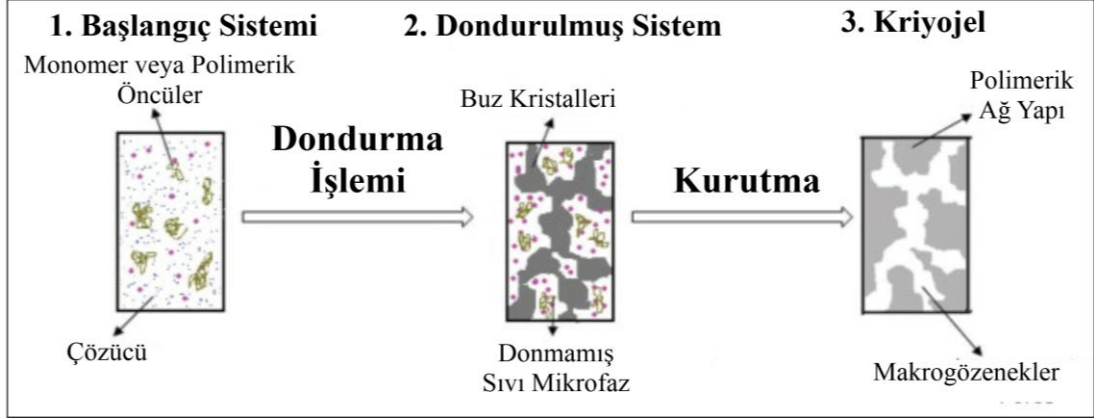 1. Başlangıç Sistemi
Monomer veya Polimerik
Öncüler
Çözücü
Dondurma
İşlemi
2. Dondurulmuş Sistem
Buz Kristalleri
Donmamış
Sıvı Mikrofaz
Kurutma
3. Kriyojel
Polimerik
Ağ Yapı
Makrogözenekler